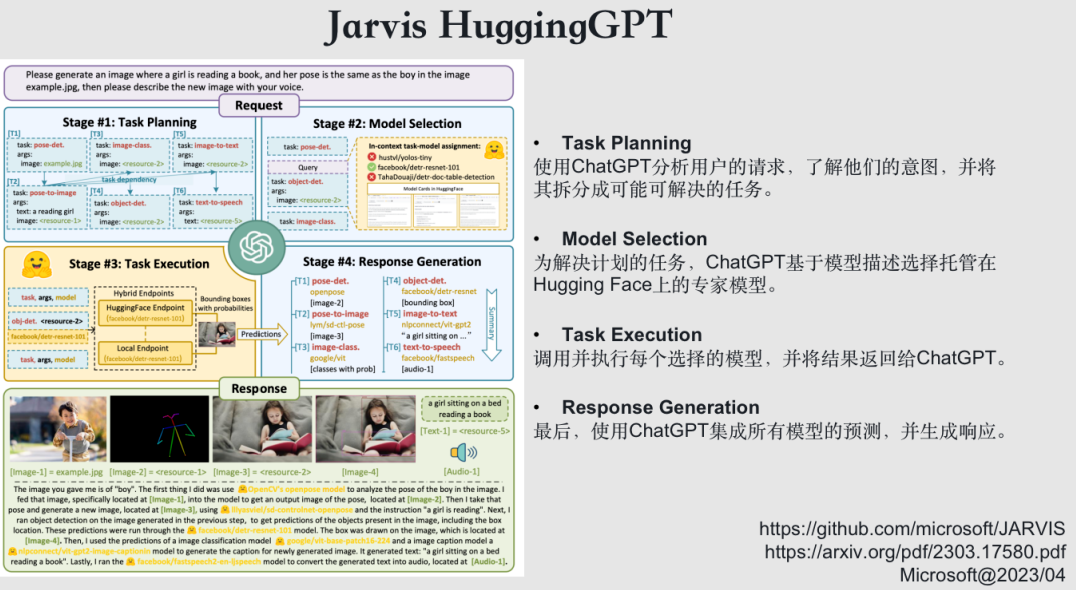 Jarvis HuggingGPT
Please generate an image where a girl is reading a book, and her pose is the same as the boy in the image
example.jpg, then please describe the new image with your voice.
Request
Stage #1: Task Planning
[T1]
task: pose-det.
args:
image: example.jpg
[T3]
task: image-class.
args:
image: <resource-2>
[T5]
task: image-to-text
args:
image: <resource-2>
task dependency
[T2]
task: pose-to-image
args:
text: a reading girl
image: <resource-1>
[T4]
task: object-det.
args:
image: <resource-2>
[T6]
task: text-to-speech
args:
text: <resource-5>
Stage #2: Model Selection
task: pose-det.
Query
task: object-det.
args:
image: <resource-2>
task: image-class.
In-context task-model assignment:
hustvl/yolos-tiny
facebook/detr-resnet-101
TahaDouaji/detr-doc-table-detection
Model Cards in HuggingFace
Stage #3: Task Execution
task, args, model
obj-det. <resource-2>
facebook/detr-resnet-101
task, args, model
Hybrid Endpoints
HuggingFace Endpoint
(facebook/detr-resnet-101)
Local Endpoint
(facebook/detr-resnet-101)
Bounding boxes
with probabilities
Predictions
Stage #4: Response Generation
[T1] pose-det.
openpose
[image-2]
[T2] pose-to-image
lym/sd-ctl-pose
[image-3]
[T3] image-class.
google/vit
[classes with prob]
[T4] object-det.
facebook/detr-resnet
[bounding box]
[T5] image-to-text
nlpconnect/vit-gpt2
“ a girl sitting on ...”
[T6] text-to-speech
facebook/fastspeech
[audio-1]
Summary
Response
[Image-1] = example.jpg
[Image-2] = <resource-1>
[Image-3] = <resource-2>
[Image-4]
a girl sitting on a bed
reading a book
[Text-1] = <resource-5>
[Audio-1]
The image you gave me is of "boy". The first thing I did was use OpenCV's openpose model to analyze the pose of the boy in the image. I
fed that image, specifically located at [Image-1], into the model to get an output image of the pose, located at [Image-2]. Then I take that
pose and generate a new image, located at [Image-3], using lllyasviel/sd-controlnet-openpose and the instruction "a girl is reading". Next, I
ran object detection on the image generated in the previous step, to get predictions of the objects present in the image, including the box
location. These predictions were run through the facebook/detr-resnet-101 model. The box was drawn on the image, which is located at
[Image-4]. Then, I used the predictions of a image classification model google/vit-base-patch16-224 and a image caption model a
nlpconnect/vit-gpt2-image-captionin model to generate the caption for newly generated image. It generated text: "a girl sitting on a bed
reading a book". Lastly, I ran the facebook/fastspeech2-en-ljspeech model to convert the generated text into audio, located at [Audio-1].
• Task Planning
使用ChatGPT分析用户的请求，了解他们的意图，并将
其拆分成可能可解决的任务。
• Model Selection
为解决计划的任务，ChatGPT基于模型描述选择托管在
Hugging Face上的专家模型。
• Task Execution
调用并执行每个选择的模型，并将结果返回给ChatGPT。
• Response Generation
最后，使用ChatGPT集成所有模型的预测，并生成响应。
https://github.com/microsoft/JARVIS
https://arxiv.org/pdf/2303.17580.pdf
Microsoft@2023/04